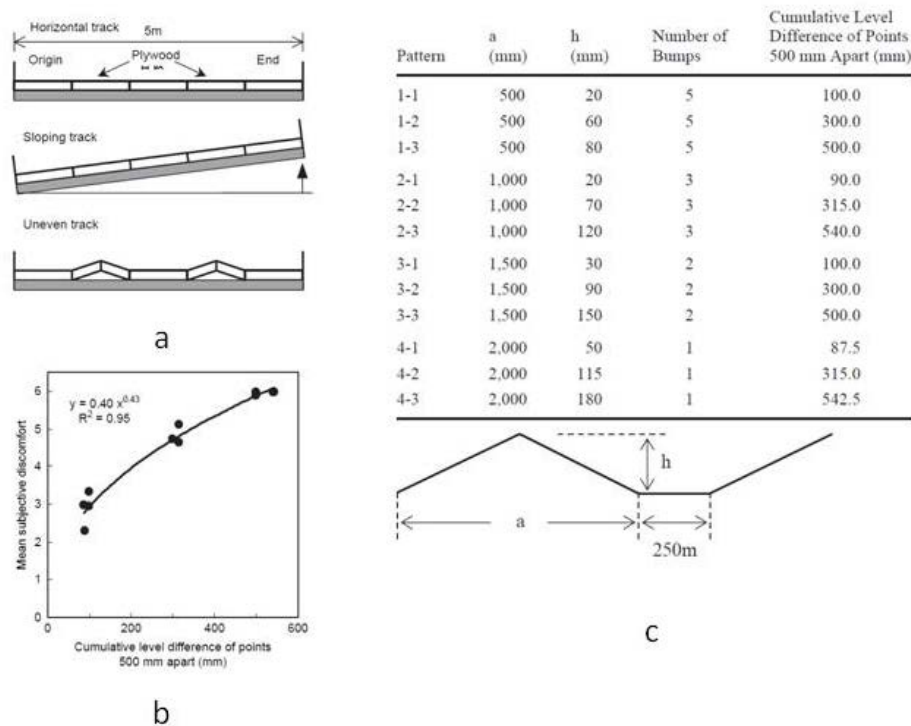 Horizontal track
5m
Origin
Plywood
End
Sloping track
Uneven track
a
6
5
4
3
2
1
0
y = 0.40 x^0.43
R² = 0.95
Mean subjective discomfort
0 200 400 600
Cumulative level difference of points
500 mm apart (mm)
b
Pattern a (mm) h (mm) Number of Bumps Cumulative Level Difference of Points 500 mm Apart (mm)
1-1 500 20 5 100.0
1-2 500 60 5 300.0
1-3 500 80 5 500.0
2-1 1,000 20 3 90.0
2-2 1,000 70 3 315.0
2-3 1,000 120 3 540.0
3-1 1,500 30 2 100.0
3-2 1,500 90 2 300.0
3-3 1,500 150 2 500.0
4-1 2,000 50 1 87.5
4-2 2,000 115 1 315.0
4-3 2,000 180 1 542.5
h
a
250m
c